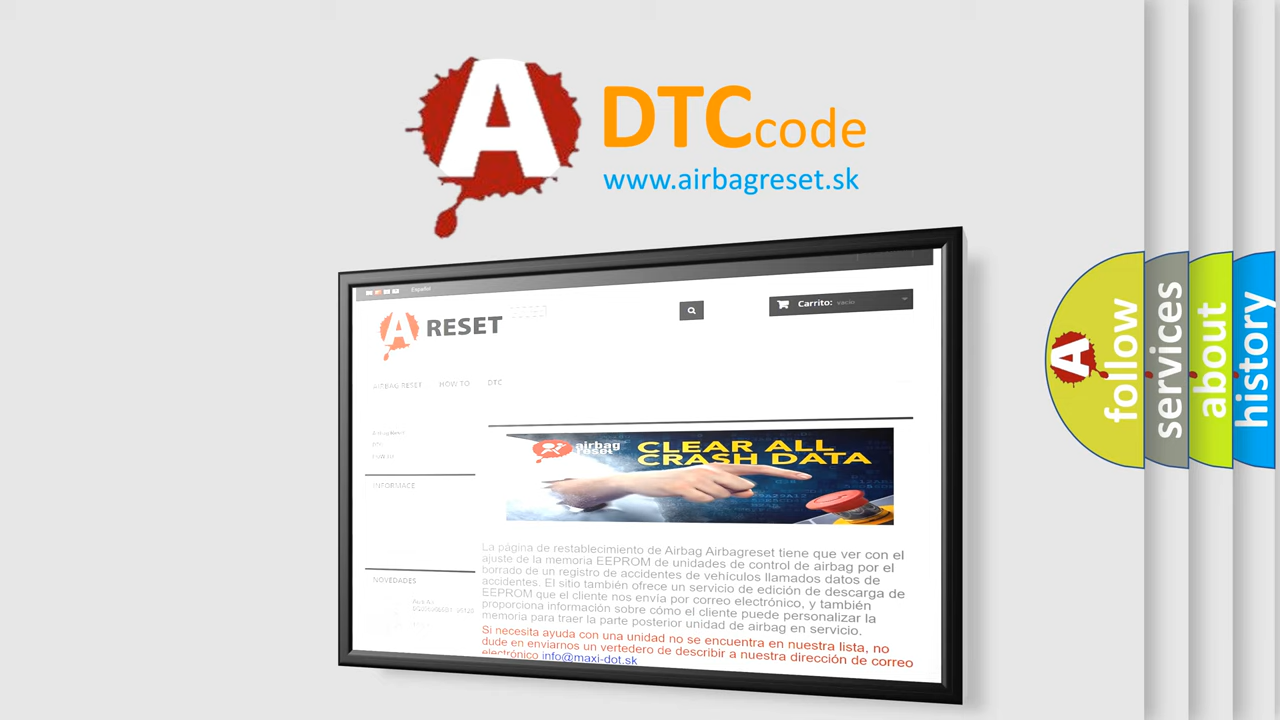 A
DTCcode
www.airbagreset.sk
Español
A RESET
Carrito: vacío
AIRBAG RESET HOW TO DTC
airbag
reset
CLEAR ALL
CRASH DATA
INFORMACE
NOVEDADES
La página de restablecimiento de Airbag Airbagreset tiene que ver con el
ajuste de la memoria EEPROM de unidades de control de airbag por el
borrado de un registro de accidentes de vehículos llamados datos de
accidentes. El sitio también ofrece un servicio de edición de descarga de
EEPROM que el cliente nos envía por correo electrónico, y también
proporciona información sobre cómo el cliente puede personalizar la
memoria para traer la parte posterior unidad de airbag en servicio.
Si necesita ayuda con una unidad no se encuentra en nuestra lista, no
dude en enviarnos un vertedero de describir a nuestra dirección de correo
electrónico info@maxi-dot.sk
A
follow
services
about
history